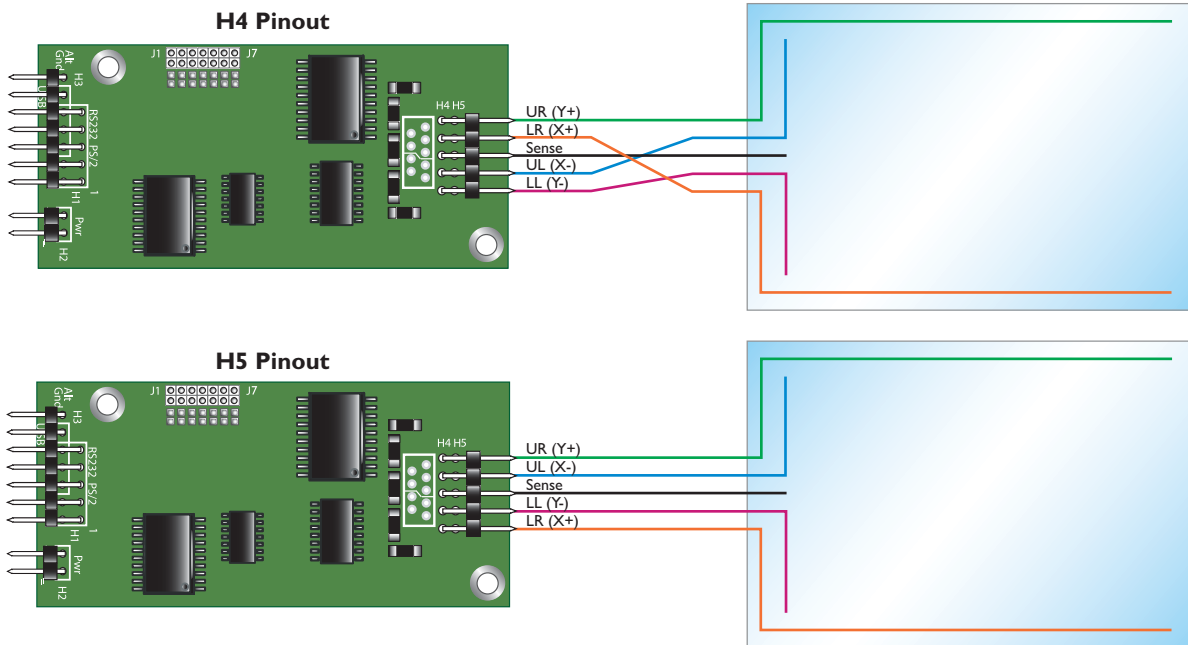 H4 Pinout
J1 J7
Alt
Gnd
H3
USB
RS232 PS/2
1
H1
Pwr
H2
H4 H5
UR (Y+)
LR (X+)
Sense
UL (X-)
LL (Y-)
H5 Pinout
J1 J7
Alt
Gnd
H3
USB
RS232 PS/2
1
H1
Pwr
H2
H4 H5
UR (Y+)
UL (X-)
Sense
LL (Y-)
LR (X+)